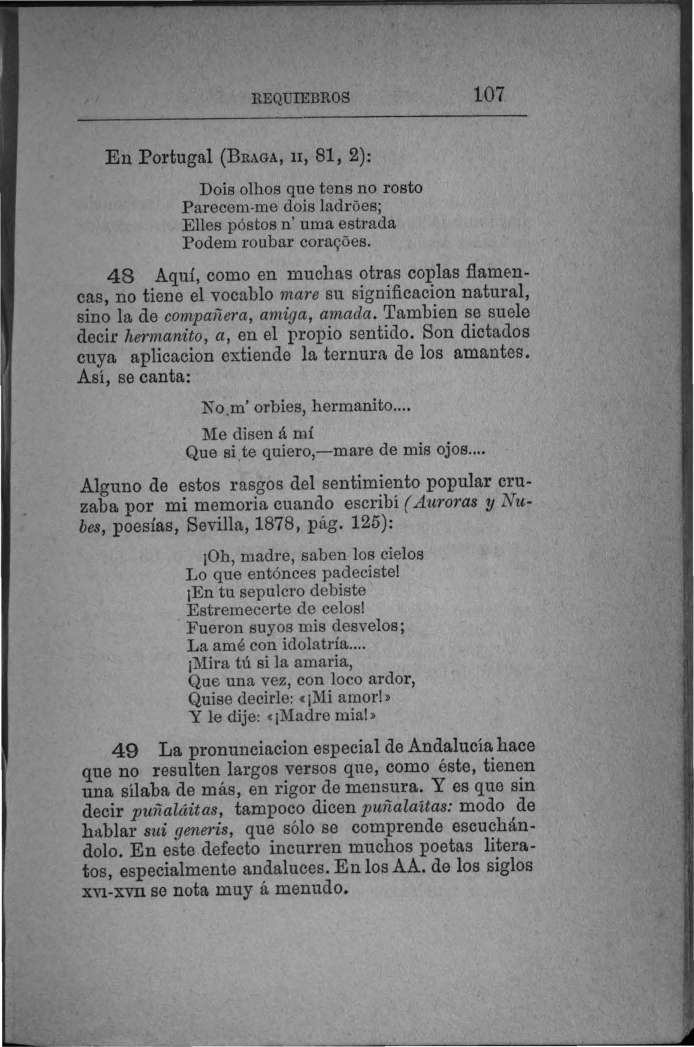 REQUIEBROS 107
En Portugal (BRAGA, II, 81, 2):
Dois olhos que tens no rosto
Parecem-me dois ladrões;
Elles póstos n' uma estrada
Podem roubar corações.
48 Aquí, como en muchas otras coplas flamen-
cas, no tiene el vocablo mare su significacion natural,
sino la de compañera, amiga, amada. Tambien se suele
decir hermanito, a, en el propio sentido. Son dictados
cuya aplicacion extiende la ternura de los amantes.
Así, se canta:
No m' orbies, hermanito....
Me disen á mí
Que si te quiero,—mare de mis ojos....
Alguno de estos rasgos del sentimiento popular cru-
zaba por mi memoria cuando escribí (Auroras y Nu-
bes, poesías, Sevilla, 1878, pág. 125):
¡Oh, madre, saben los cielos
Lo que entónces padeciste!
¡En tu sepulcro debiste
Estremecerte de celos!
Fueron suyos mis desvelos;
La amé con idolatría....
¡Mira tú si la amaria,
Que una vez, con loco ardor,
Quise decirle: «¡Mi amor!»
Y le dije: «¡Madre mia!»
49 La pronunciacion especial de Andalucía hace
que no resulten largos versos que, como éste, tienen
una sílaba de más, en rigor de mensura. Y es que sin
decir puñaláitas, tampoco dicen puñalaítas: modo de
hablar sui generis, que sólo se comprende escuchán-
dolo. En este defecto incurren muchos poetas litera-
tos, especialmente andaluces. En los AA. de los siglos
XVI-XVII se nota muy á menudo.